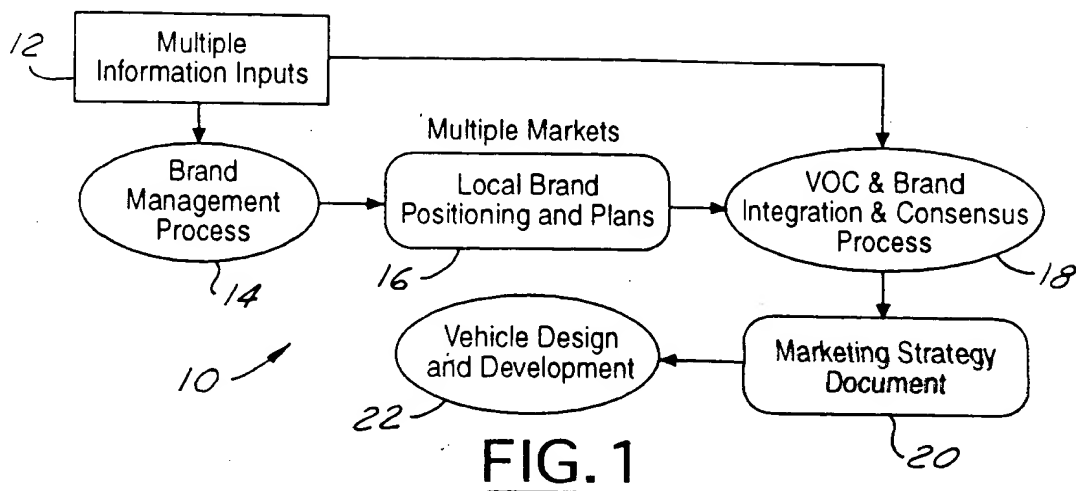 12
Multiple
Information Inputs
Multiple Markets
Brand
Management
Process
14
Local Brand
Positioning and Plans
16
VOC & Brand
Integration & Consensus
Process
18
10
Vehicle Design
and Development
22
Marketing Strategy
Document
20
FIG. 1